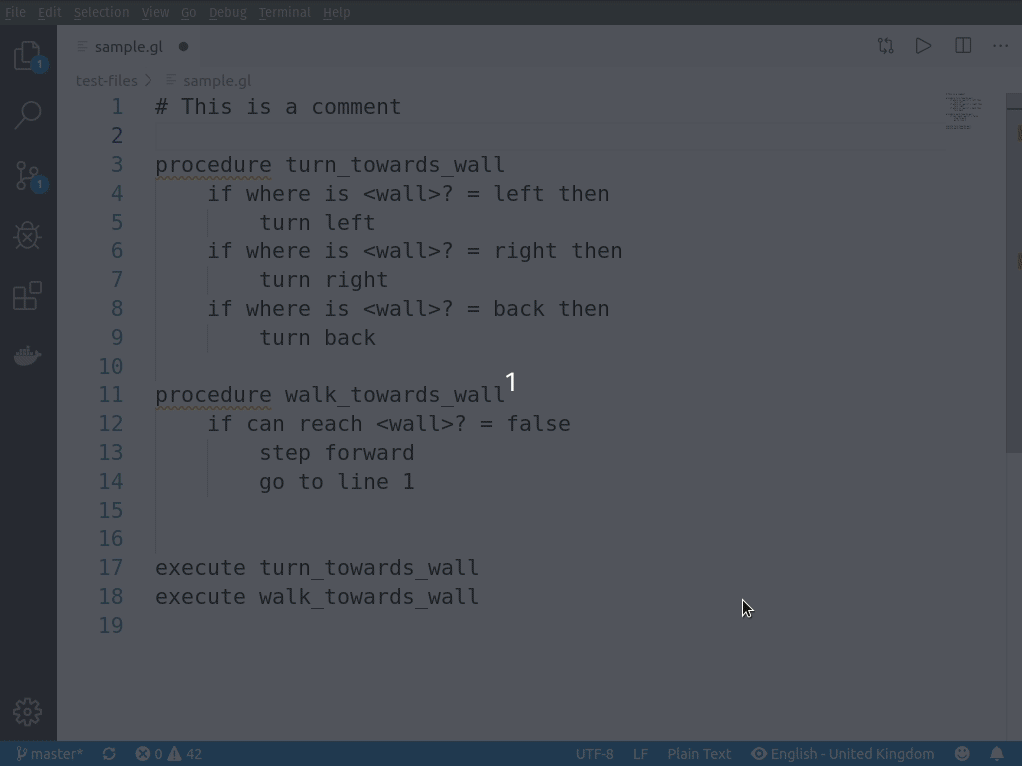 File Edit Selection View Go Debug Terminal Help
sample.gl
test-files sample.gl
1 # This is a comment
2
3 procedure turn_towards_wall
4 if where is <wall>? = left then
5 turn left
6 if where is <wall>? = right then
7 turn right
8 if where is <wall>? = back then
9 turn back
10
1
11 procedure walk_towards_wall
12 if can reach <wall>? = false
13 step forward
14 go to line 1
15
16
17 execute turn_towards_wall
18 execute walk_towards_wall
19
1
1
master* 0 42 UTF-8 LF Plain Text English - United Kingdom